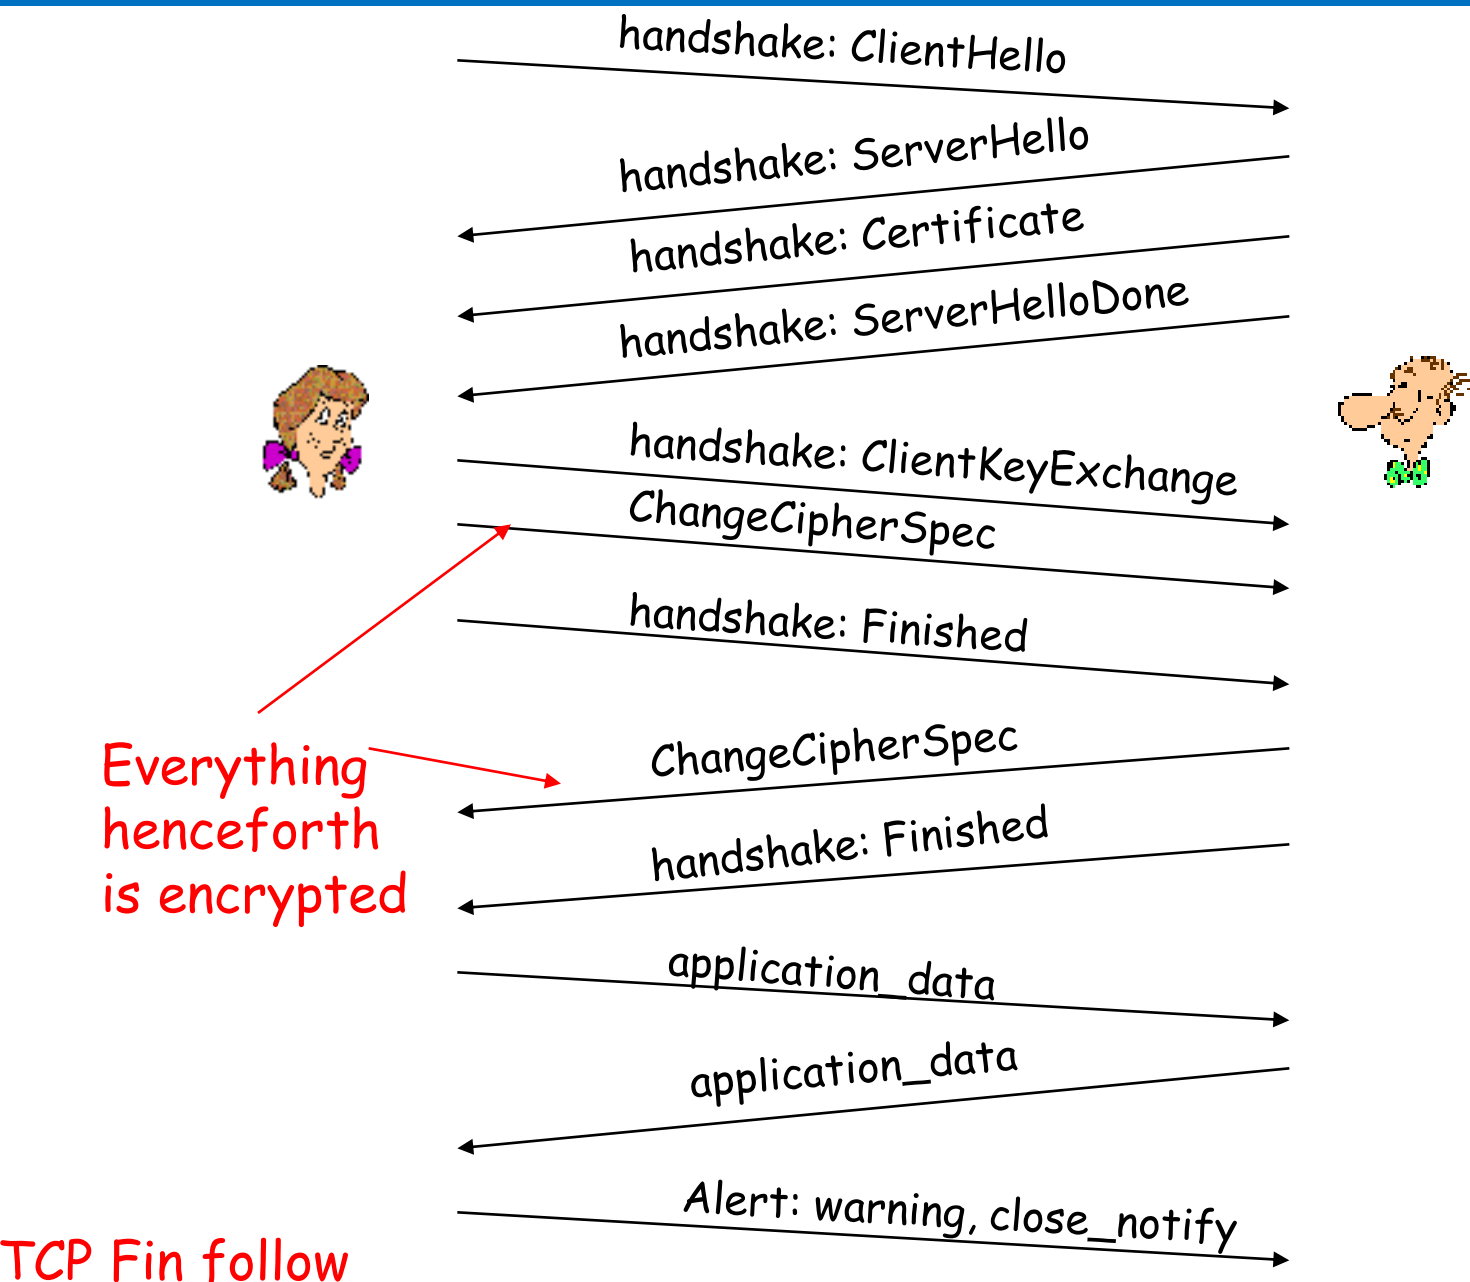 handshake: ClientHello
handshake: ServerHello
handshake: Certificate
handshake: ServerHelloDone
handshake: ClientKeyExchange
ChangeCipherSpec
handshake: Finished
ChangeCipherSpec
Everything
henceforth
is encrypted
handshake: Finished
application_data
application_data
Alert: warning, close_notify
TCP Fin follow